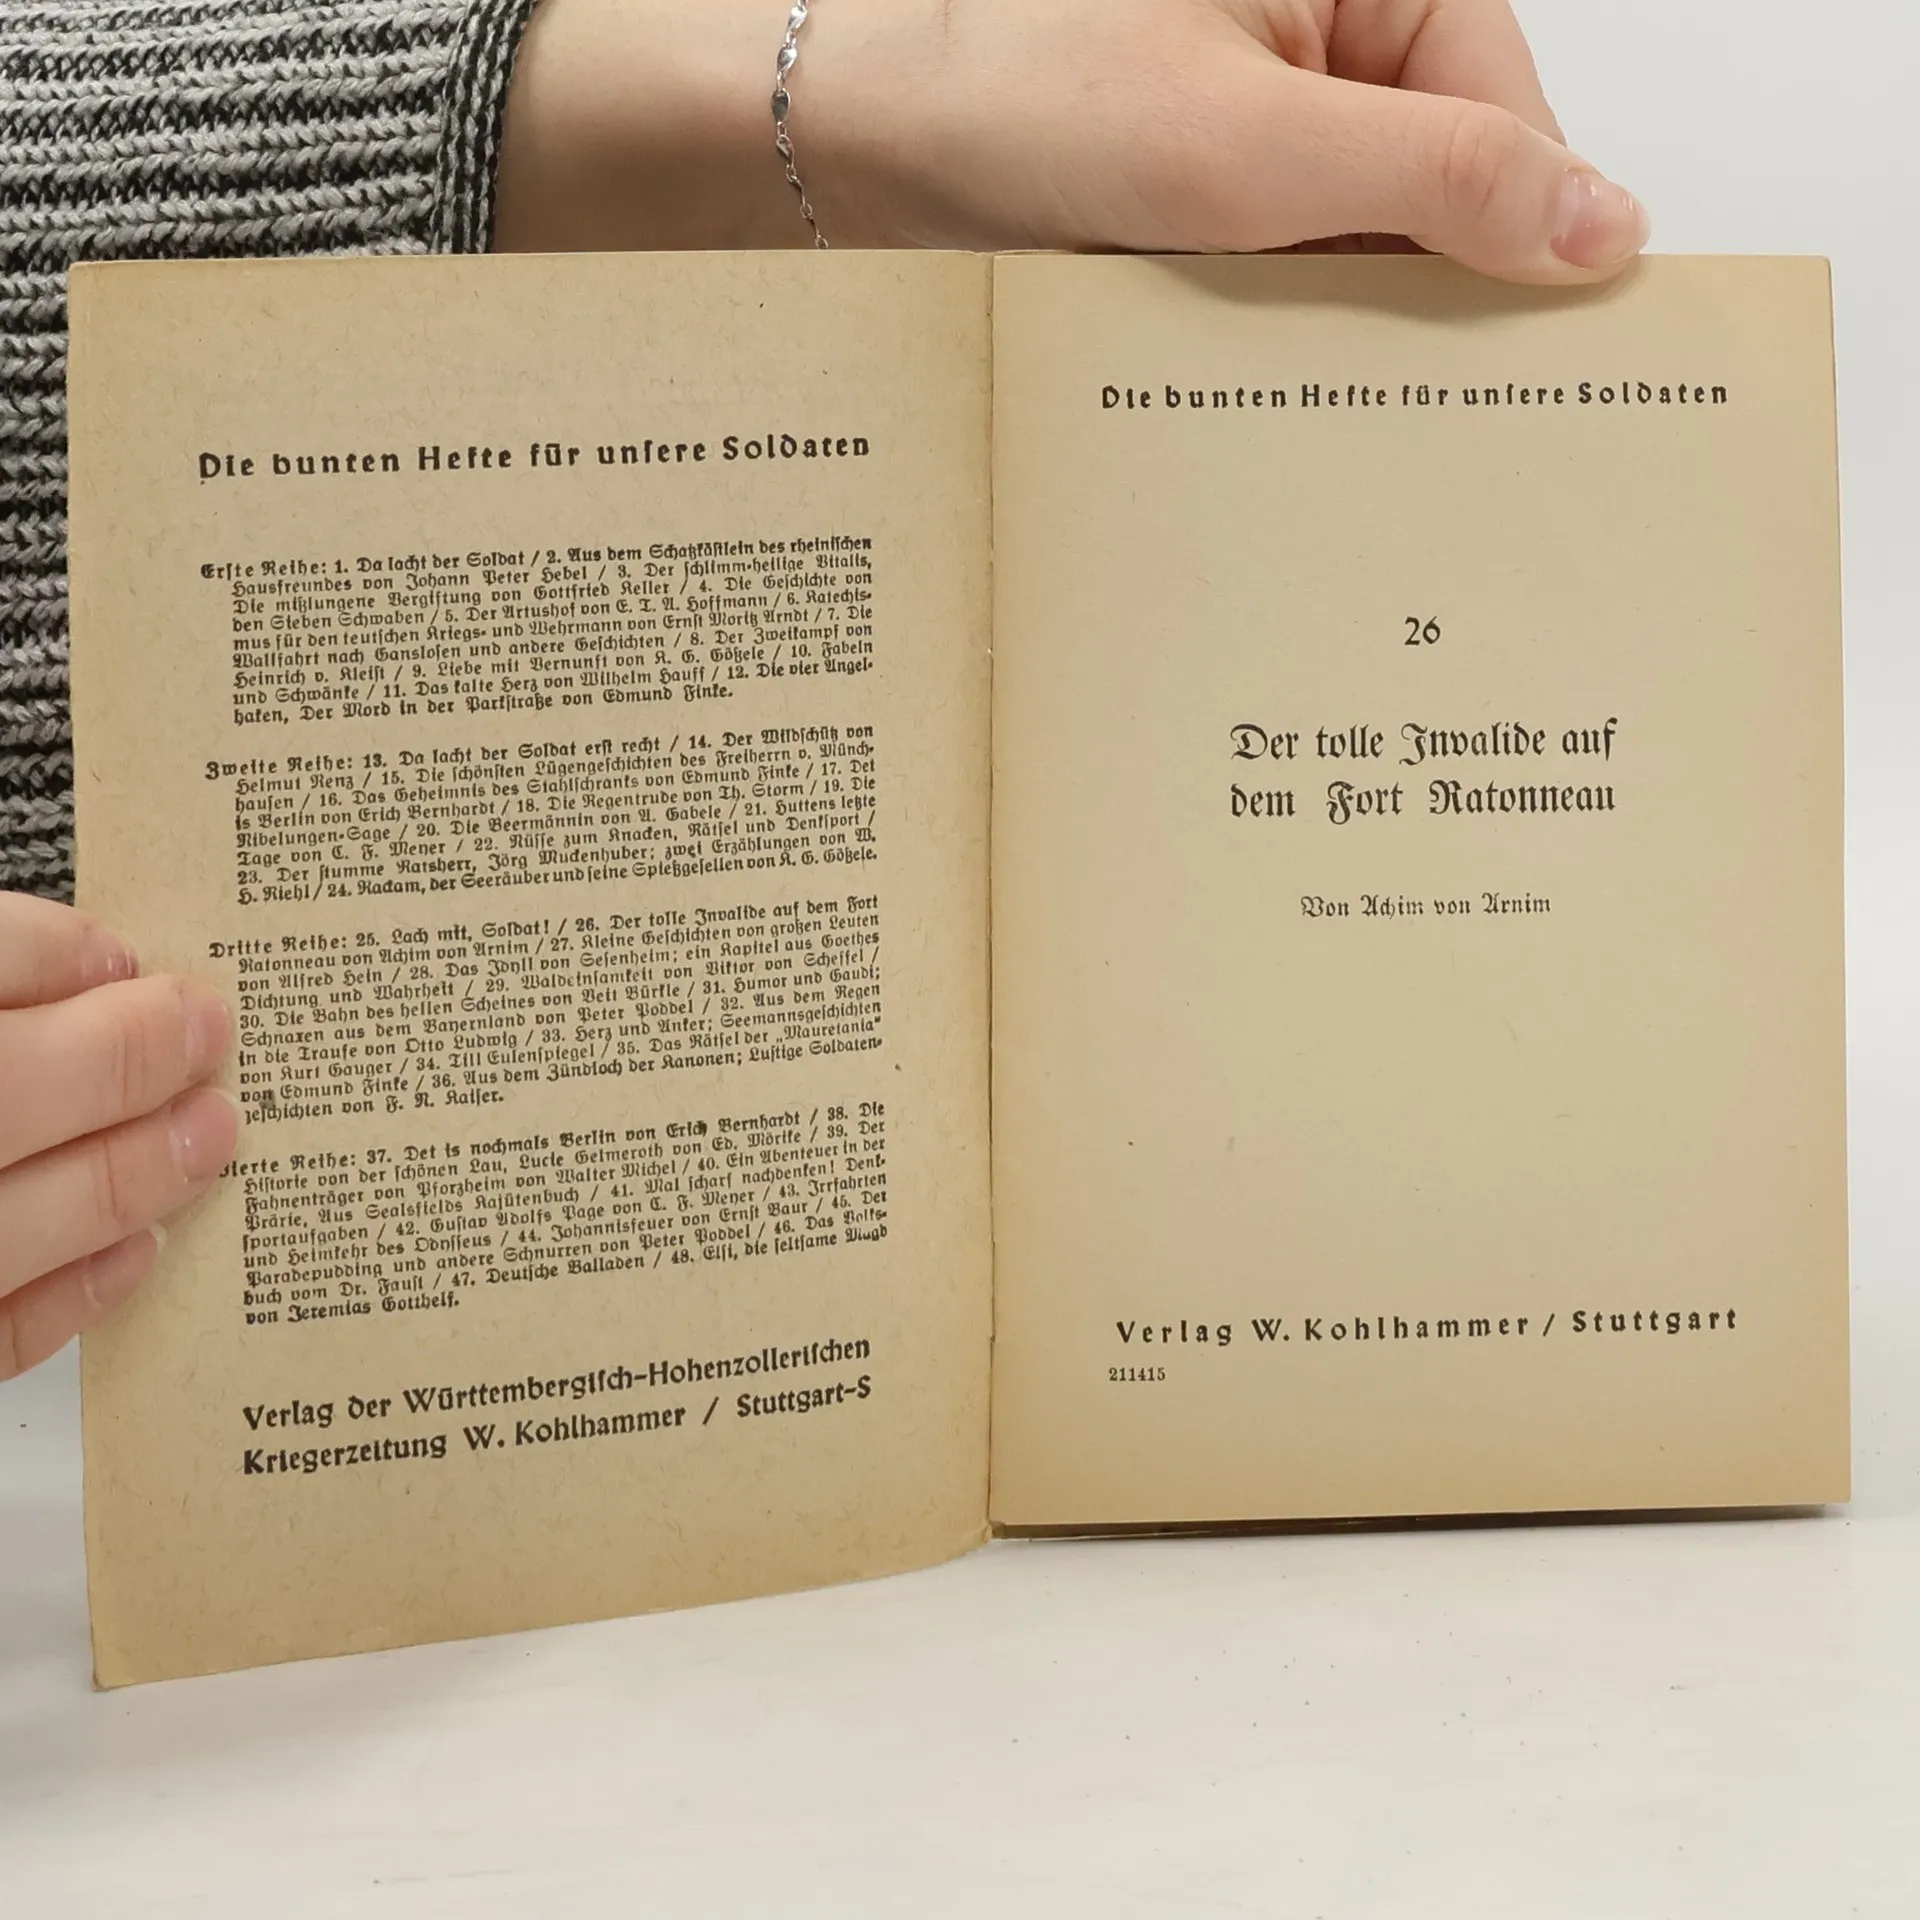 Die bunten Hefte für unſere Soldaten
Erſte Reihe: 1. Da lacht der Soldat / 2. Aus dem Schatzkäſtlein des rheiniſchen
Hausfreundes von Johann Peter Hebel / 3. Der ſchlimm-heilige Vitalis,
Die mißlungene Vergiftung von Gottfried Keller / 4. Die Geſchichte von
den Sieben Schwaben / 5. Der Artushof von E. T. A. Hoffmann / 6. Katechis-
mus für den teutſchen Kriegs- und Wehrmann von Ernſt Moritz Arndt / 7. Die
Wallfahrt nach Ganslofen und andere Geſchichten / 8. Der Zweikampf von
Heinrich v. Kleiſt / 9. Liebe mit Vernunft von K. G. Gößele / 10. Fabeln
und Schwänke / 11. Das kalte Herz von Wilhelm Hauff / 12. Die vier Angel-
haken, Der Mord in der Parkſtraße von Edmund Finke.
Zweite Reihe: 13. Da lacht der Soldat erſt recht / 14. Der Wildſchütz von
Helmut Renz / 15. Die ſchönſten Lügengeſchichten des Freiherrn v. Münch-
hauſen / 16. Das Geheimnis des Stahlſchranks von Edmund Finke / 17. Det
is Berlin von Erich Bernhardt / 18. Die Regentrude von Th. Storm / 19. Die
Nibelungen-Sage / 20. Die Beermännin von A. Gabele / 21. Huttens letzte
Tage von C. F. Meyer / 22. Nüſſe zum Knacken, Rätſel und Denkſport /
23. Der ſtumme Ratsherr, Jörg Muckenhuber; zwei Erzählungen von W.
H. Riehl / 24. Rackam, der Seeräuber und ſeine Spießgeſellen von K. G. Gößele.
Dritte Reihe: 25. Lach mit, Soldat! / 26. Der tolle Invalide auf dem Fort
Ratonneau von Achim von Arnim / 27. Kleine Geſchichten von großen Leuten
von Alfred Hein / 28. Das Idyll von Seſenheim; ein Kapitel aus Goethes
Dichtung und Wahrheit / 29. Waldeinſamkeit von Viktor von Scheffel /
30. Die Bahn des hellen Scheines von Veit Bürkle / 31. Humor und Gaudi;
Schnaxen aus dem Bayernland von Peter Poddel / 32. Aus dem Regen
in die Traufe von Otto Ludwig / 33. Herz und Anker; Seemannsgeſchichten
von Kurt Gauger / 34. Till Eulenſpiegel / 35. Das Rätſel der „Mauretania“
von Edmund Finke / 36. Aus dem Zündloch der Kanonen; Luſtige Soldaten-
geſchichten von F. R. Kaiſer.
Vierte Reihe: 37. Det is nochmals Berlin von Erich Bernhardt / 38. Die
Hiſtorie von der ſchönen Lau, Lucie Gelmeroth von Ed. Mörike / 39. Der
Fahnenträger von Pforzheim von Walter Michel / 40. Ein Abenteuer in der
Prärie, Aus Sealsfields Kajütenbuch / 41. Mal ſcharf nachdenken! Denk-
ſportaufgaben / 42. Guſtav Adolfs Page von C. F. Meyer / 43. Irrfahrten
und Heimkehr des Odyſſeus / 44. Johannisfeuer von Ernſt Baur / 45. Der
Paradepudding und andere Schnurren von Peter Poddel / 46. Das Volks-
buch vom Dr. Fauſt / 47. Deutſche Balladen / 48. Elſi, die ſeltſame Magd
von Jeremias Gotthelf.
Verlag der Württembergiſch-Hohenzolleriſchen
Kriegerzeitung W. Kohlhammer / Stuttgart-S
Die bunten Hefte für unſere Soldaten
26
Der tolle Invalide auf
dem Fort Ratonneau
Von Achim von Arnim
Verlag W. Kohlhammer / Stuttgart
211415